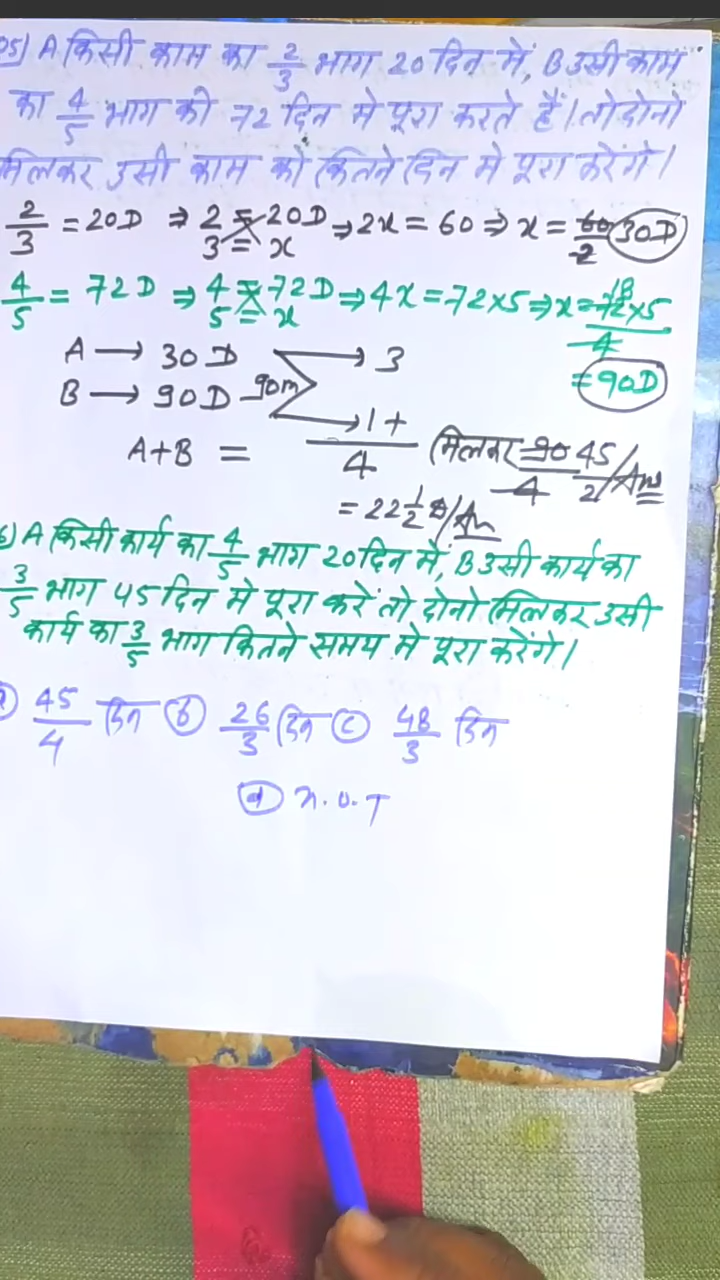 05) A किसी काम का 2/3 भाग 20 दिन में, B उसी काम
का 4/5 भाग की 72 दिन मे पूरा करते हैं। तो दोनो
मिलकर उसी काम को कितने दिन मे पूरा करेंगे।
2/3 = 20D ⇒ 2/3 = 20D/x ⇒ 2x = 60 ⇒ x = 60/2 30D
4/5 = 72D ⇒ 4/5 = 72D/x ⇒ 4x = 72×5 ⇒ x = 72×5/4 18
= 90D
A → 30D → 3
B → 90D 90m → 1+
A+B = 4 मिलकर 90/4 45/2 Ans
= 22 1/2 D/An
6) A किसी कार्य का 4/5 भाग 20 दिन में, B उसी कार्य का
3/5 भाग 45 दिन मे पूरा करें तो दोनो मिलकर उसी
कार्य का 3/5 भाग कितने समय मे पूरा करेंगे।
45/4 दिन b 26/3 दिन c 48/3 दिन
d N.O.T